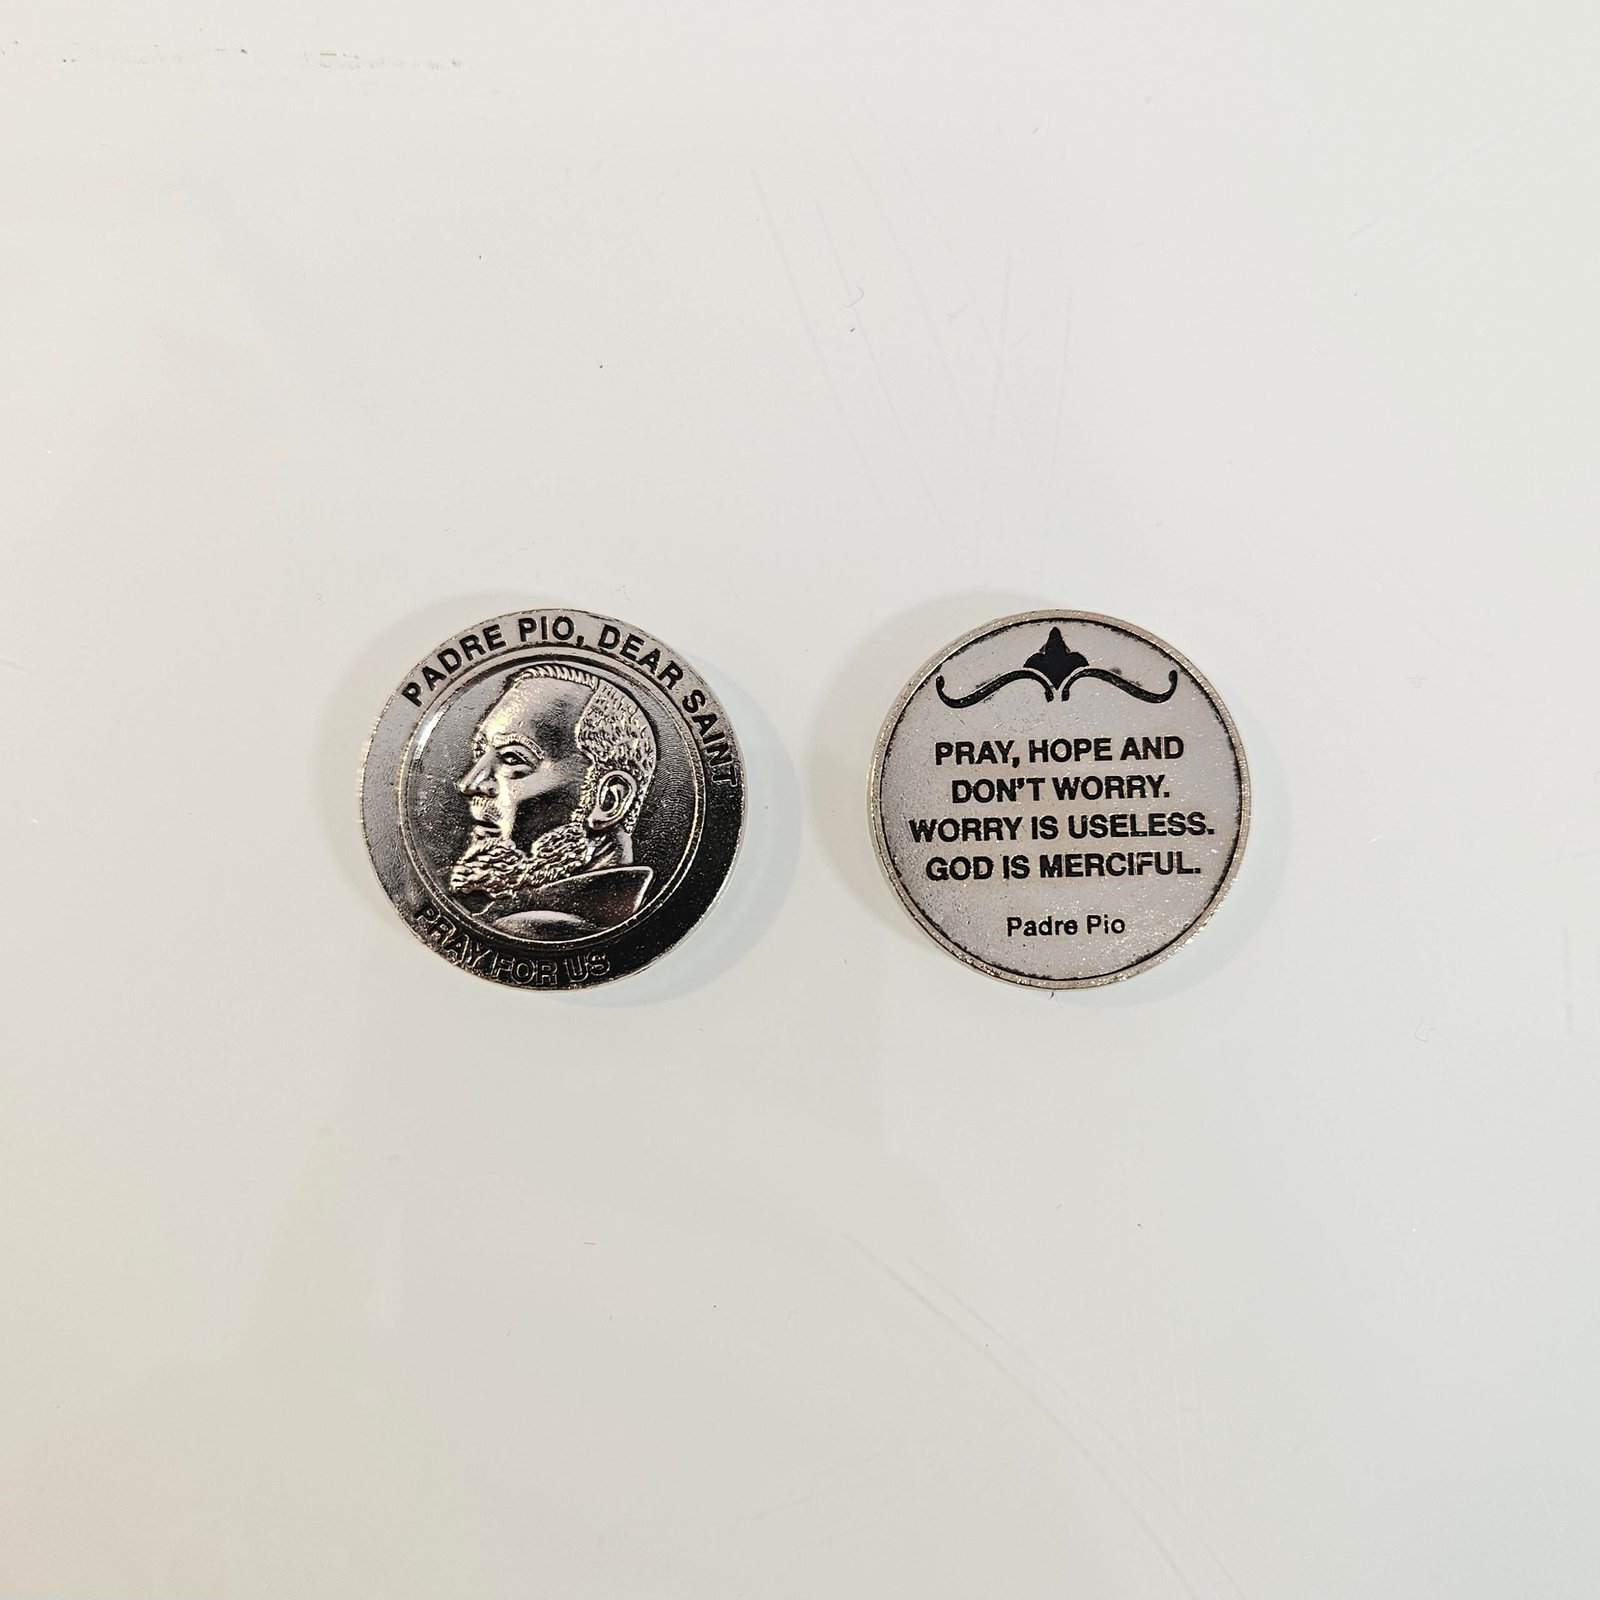 PADRE PIO, DEAR SAINT
PRAY FOR US
PRAY, HOPE AND
DON'T WORRY.
WORRY IS USELESS.
GOD IS MERCIFUL.
Padre Pio